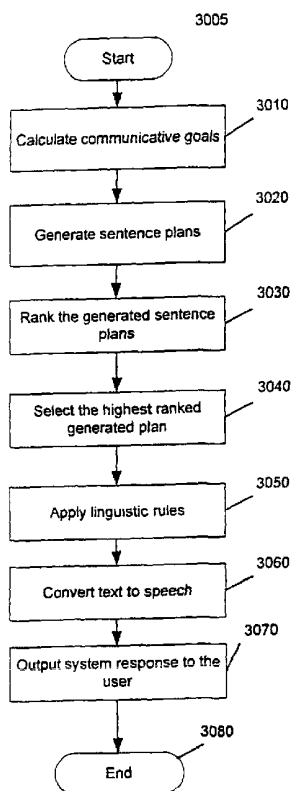 3005
Start
3010
Calculate communicative goals
3020
Generate sentence plans
3030
Rank the generated sentence
plans
3040
Select the highest ranked
generated plan
3050
Apply linguistic rules
3060
Convert text to speech
3070
Output system response to the
user
3080
End